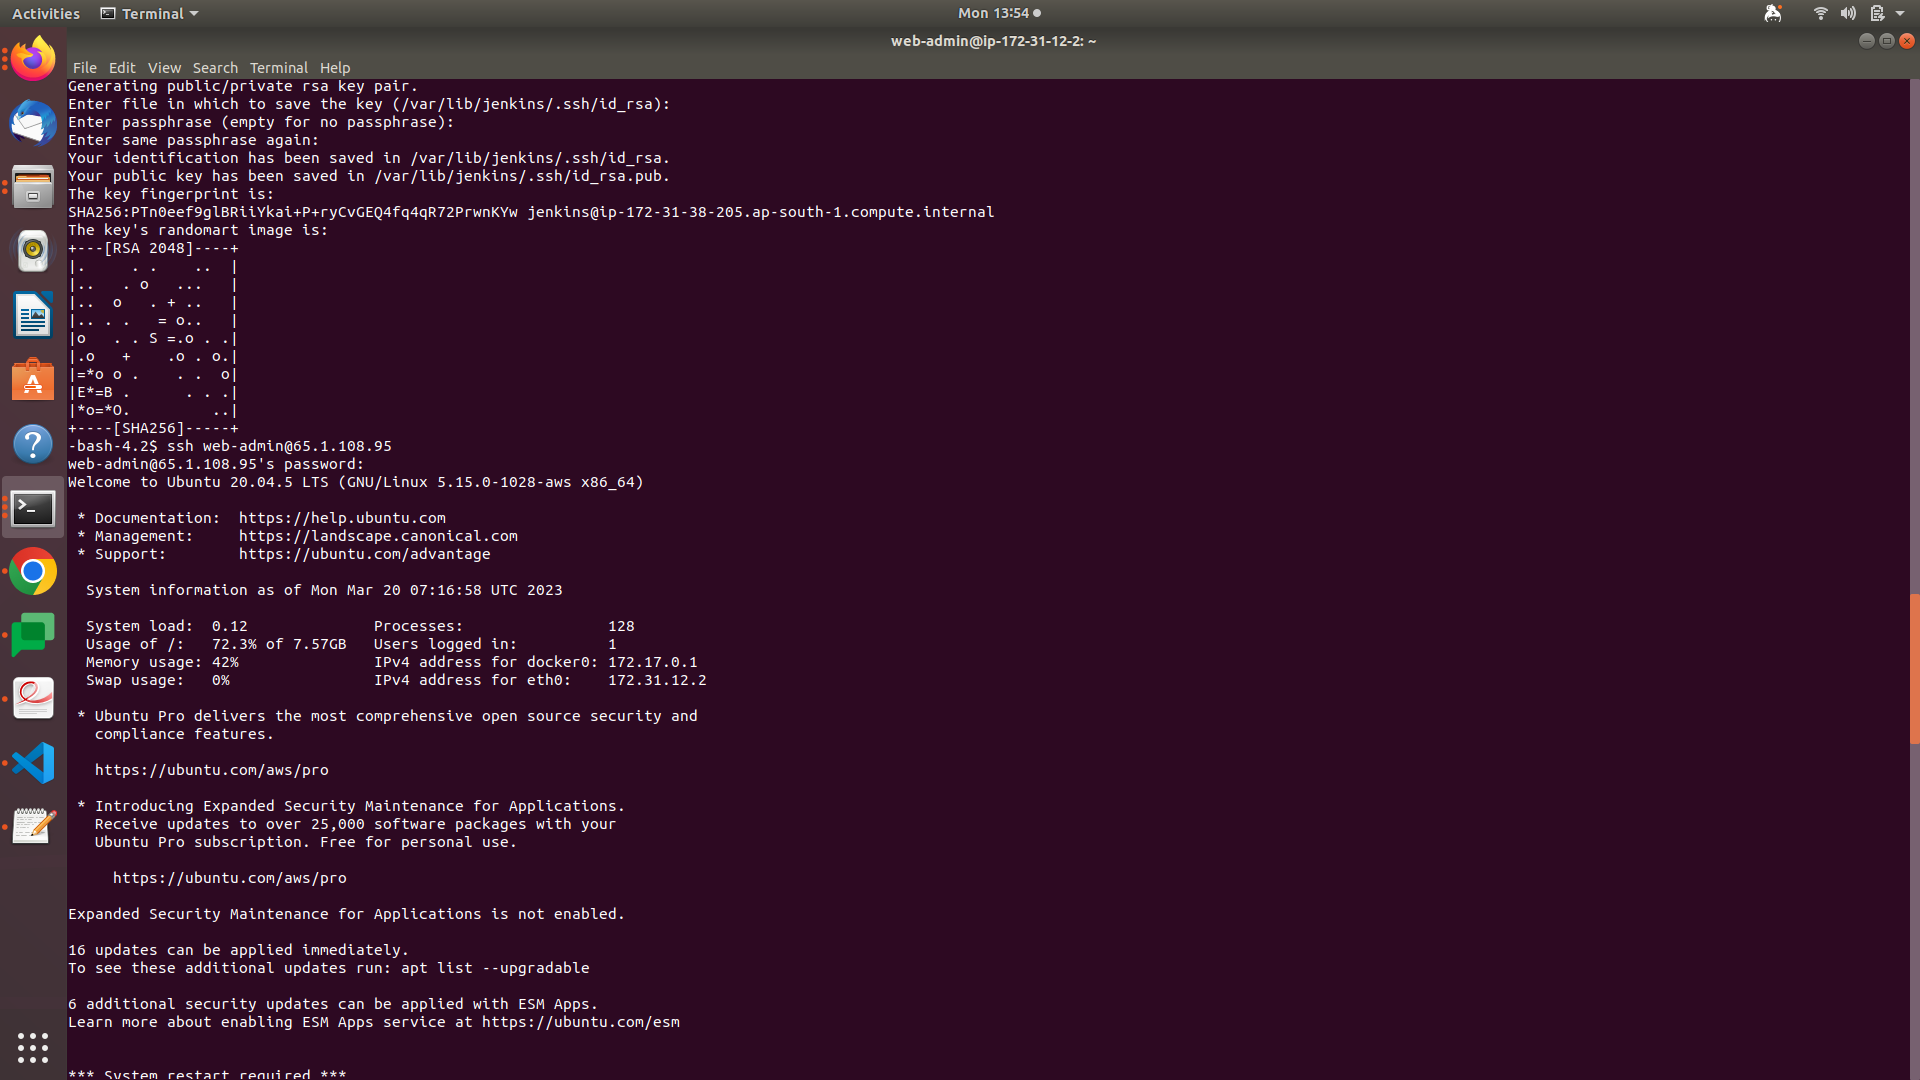 Activities Terminal Mon 13:54
web-admin@ip-172-31-12-2: ~
File Edit View Search Terminal Help
Generating public/private rsa key pair.
Enter file in which to save the key (/var/lib/jenkins/.ssh/id_rsa):
Enter passphrase (empty for no passphrase):
Enter same passphrase again:
Your identification has been saved in /var/lib/jenkins/.ssh/id_rsa.
Your public key has been saved in /var/lib/jenkins/.ssh/id_rsa.pub.
The key fingerprint is:
SHA256:PTn0eef9glBRiiYkai+P+ryCvGEQ4fq4qR72PrwnKYw jenkins@ip-172-31-38-205.ap-south-1.compute.internal
The key's randomart image is:
+---[RSA 2048]----+
|.     . .    ..  |
|..   . o   ...   |
|..  o   . + ..   |
|.. . .   = o..   |
|o   . . S =.o . .|
|.o   +    .o . o.|
|=*o o .    . .  o|
|E*=B .      . . .|
|*o=*O.         ..|
+----[SHA256]-----+
-bash-4.2$ ssh web-admin@65.1.108.95
web-admin@65.1.108.95's password:
Welcome to Ubuntu 20.04.5 LTS (GNU/Linux 5.15.0-1028-aws x86_64)
* Documentation:  https://help.ubuntu.com
* Management:     https://landscape.canonical.com
* Support:        https://ubuntu.com/advantage
System information as of Mon Mar 20 07:16:58 UTC 2023
System load:  0.12              Processes:                128
Usage of /:   72.3% of 7.57GB   Users logged in:          1
Memory usage: 42%               IPv4 address for docker0: 172.17.0.1
Swap usage:   0%                IPv4 address for eth0:    172.31.12.2
* Ubuntu Pro delivers the most comprehensive open source security and
compliance features.
https://ubuntu.com/aws/pro
* Introducing Expanded Security Maintenance for Applications.
Receive updates to over 25,000 software packages with your
Ubuntu Pro subscription. Free for personal use.
https://ubuntu.com/aws/pro
Expanded Security Maintenance for Applications is not enabled.
16 updates can be applied immediately.
To see these additional updates run: apt list --upgradable
6 additional security updates can be applied with ESM Apps.
Learn more about enabling ESM Apps service at https://ubuntu.com/esm
*** System restart required ***